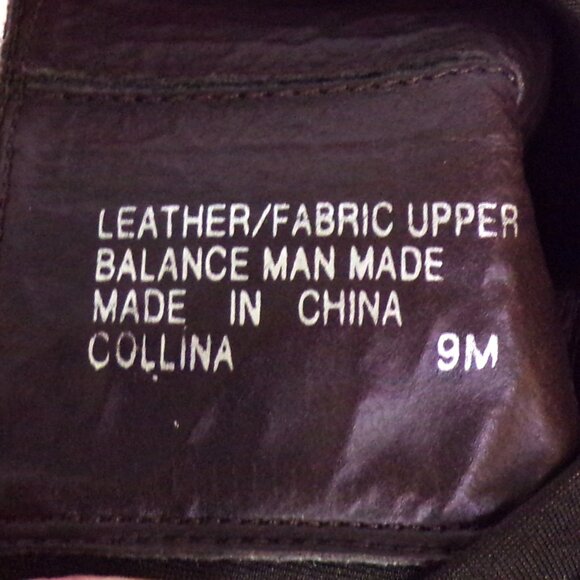 LEATHER/FABRIC UPPER
BALANCE MAN MADE
MADE IN CHINA
COLLINA 9M